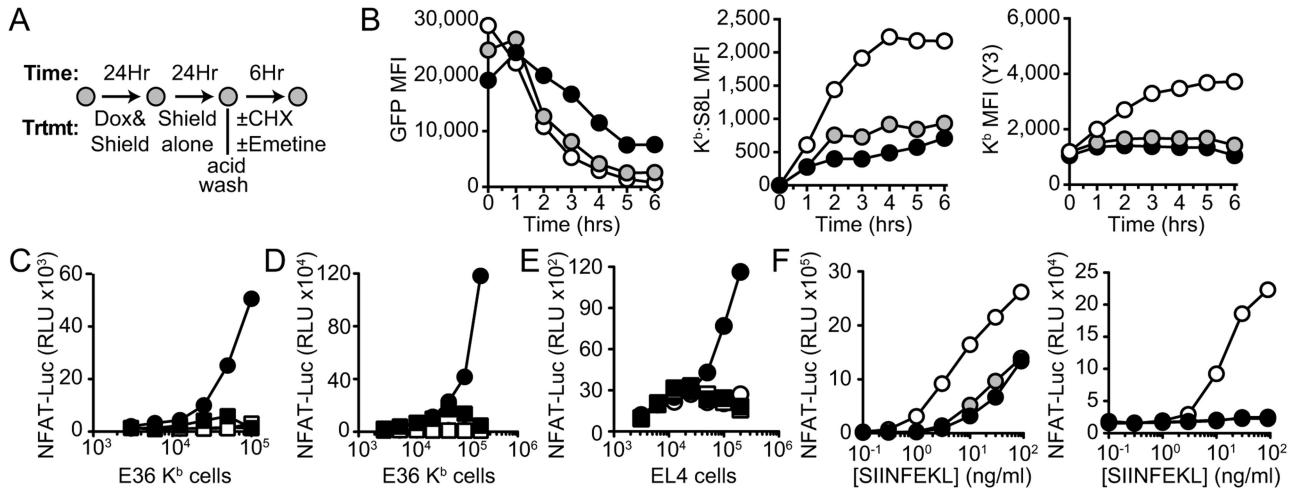 A
Time: 24Hr 24Hr 6Hr
Trtmt: Dox& Shield ±CHX
Shield alone ±Emetine
acid
wash
B
GFP MFI
30,000
20,000
10,000
0
0 1 2 3 4 5 6
Time (hrs)
Kᵇ:S8L MFI
2,500
2,000
1,500
1,000
500
0
0 1 2 3 4 5 6
Time (hrs)
Kᵇ MFI (Y3)
6,000
4,000
2,000
0
0 1 2 3 4 5 6
Time (hrs)
C
NFAT-Luc (RLU x10³)
60
40
20
0
10³ 10⁴ 10⁵
E36 Kᵇ cells
D
NFAT-Luc (RLU x10⁴)
120
80
40
0
10³ 10⁴ 10⁵ 10⁶
E36 Kᵇ cells
E
NFAT-Luc (RLU x10²)
120
90
60
30
0
10³ 10⁴ 10⁵ 10⁶
EL4 cells
F
NFAT-Luc (RLU x10⁵)
30
20
10
0
10⁻¹ 10⁰ 10¹ 10²
[SIINFEKL] (ng/ml)
NFAT-Luc (RLU x10⁴)
25
20
15
10
5
0
10⁻¹ 10⁰ 10¹ 10²
[SIINFEKL] (ng/ml)